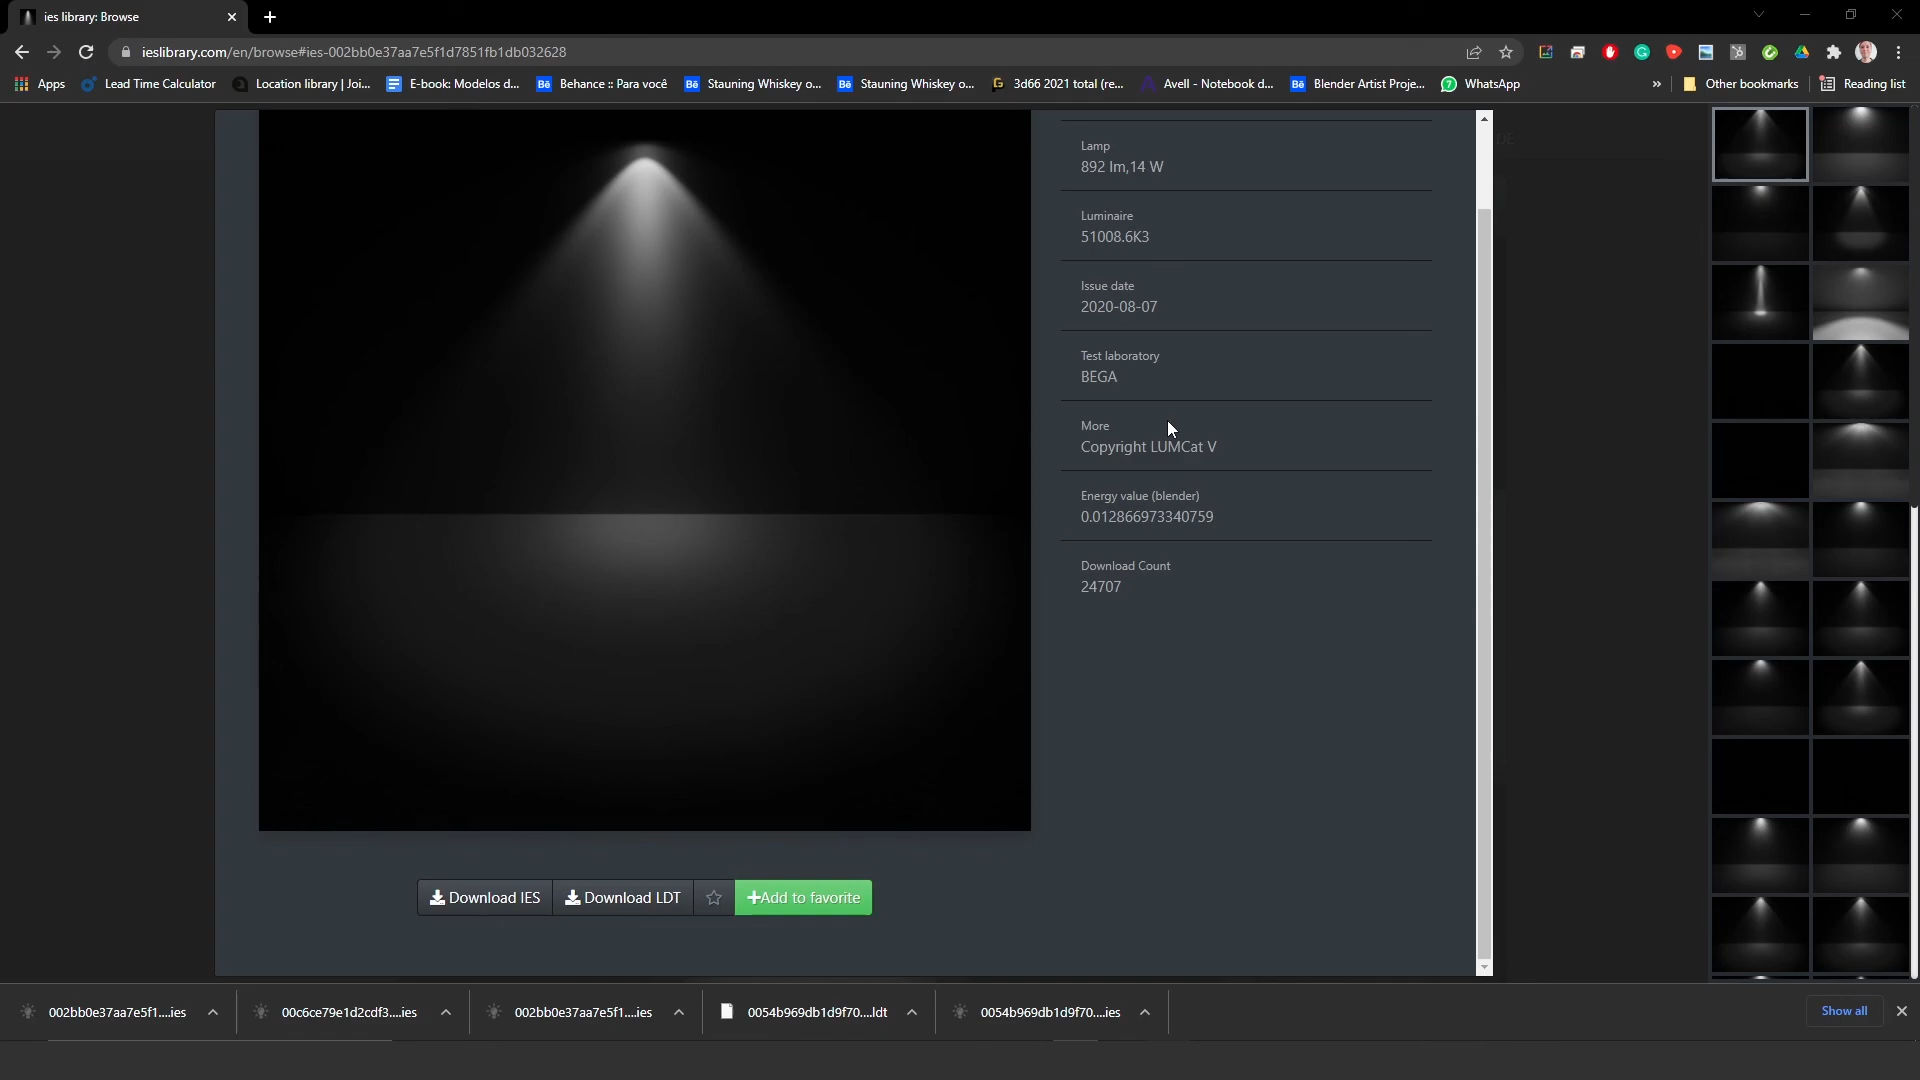 ies library: Browse
ieslibrary.com/en/browse#ies-002bb0e37aa7e5f1d7851fb1db032628
Apps
Lead Time Calculator
Location library | Joi...
E-book: Modelos d...
Behance :: Para você
Stauning Whiskey o...
Stauning Whiskey o...
3d66 2021 total (re...
Avell - Notebook d...
Blender Artist Proje...
WhatsApp
»
Other bookmarks
Reading list
Lamp
892 lm,14 W
Luminaire
51008.6K3
Issue date
2020-08-07
Test laboratory
BEGA
More
Copyright LUMCat V
Energy value (blender)
0.012866973340759
Download Count
24707
Download IES
Download LDT
+Add to favorite
002bb0e37aa7e5f1....ies
00c6ce79e1d2cdf3....ies
002bb0e37aa7e5f1....ies
0054b969db1d9f70....ldt
0054b969db1d9f70....ies
Show all